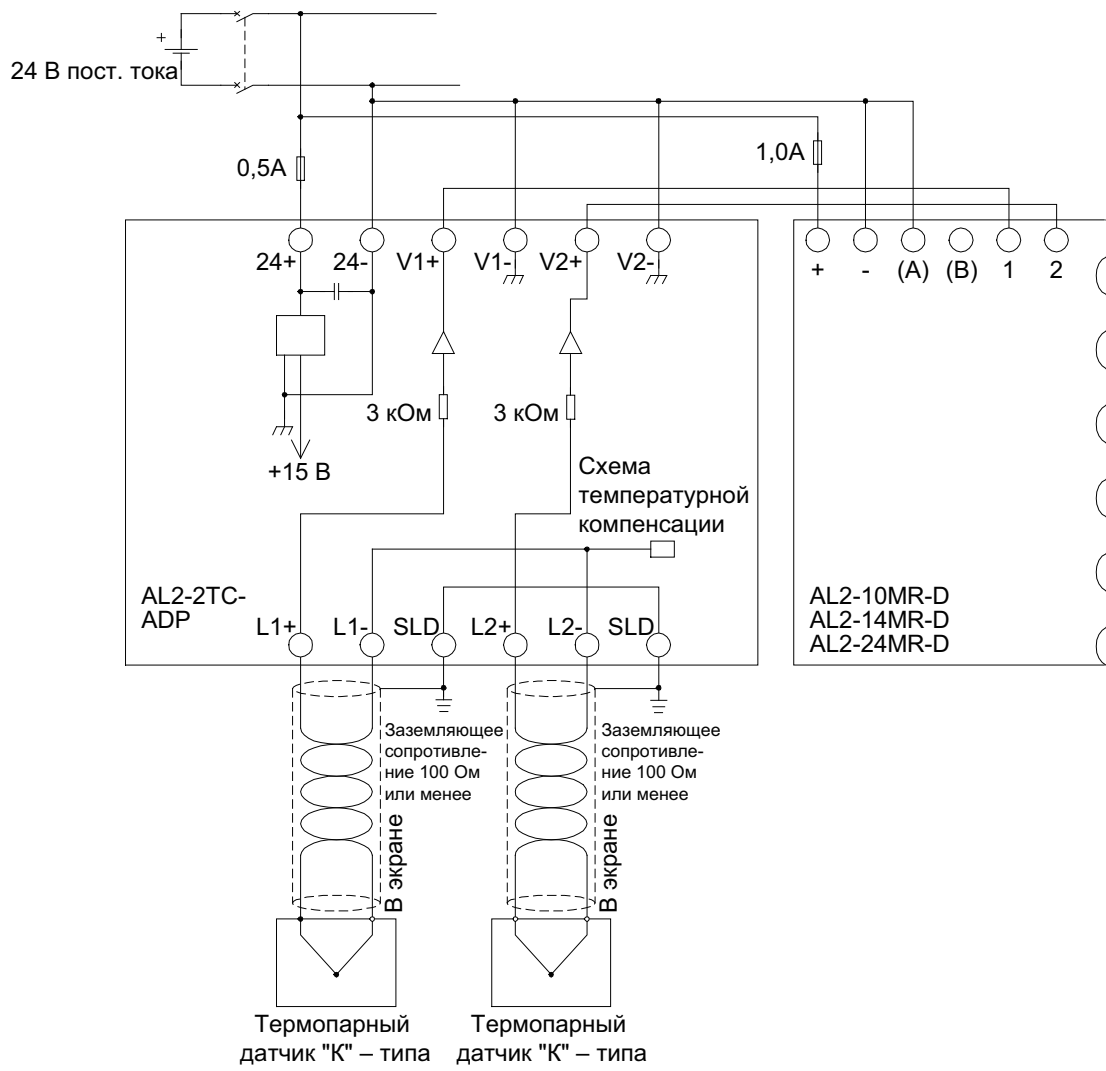 +
24 В пост. тока
0,5А
1,0А
24+ 24- V1+ V1- V2+ V2-
+ - (A) (B) 1 2
3 кОм 3 кОм
+15 В
Схема
температурной
компенсации
AL2-2TC-
ADP
AL2-10MR-D
AL2-14MR-D
AL2-24MR-D
L1+ L1- SLD L2+ L2- SLD
Заземляющее
сопротивле-
ние 100 Ом
или менее
Заземляющее
сопротивле-
ние 100 Ом
или менее
В экране
В экране
Термопарный
датчик "К" – типа
Термопарный
датчик "К" – типа